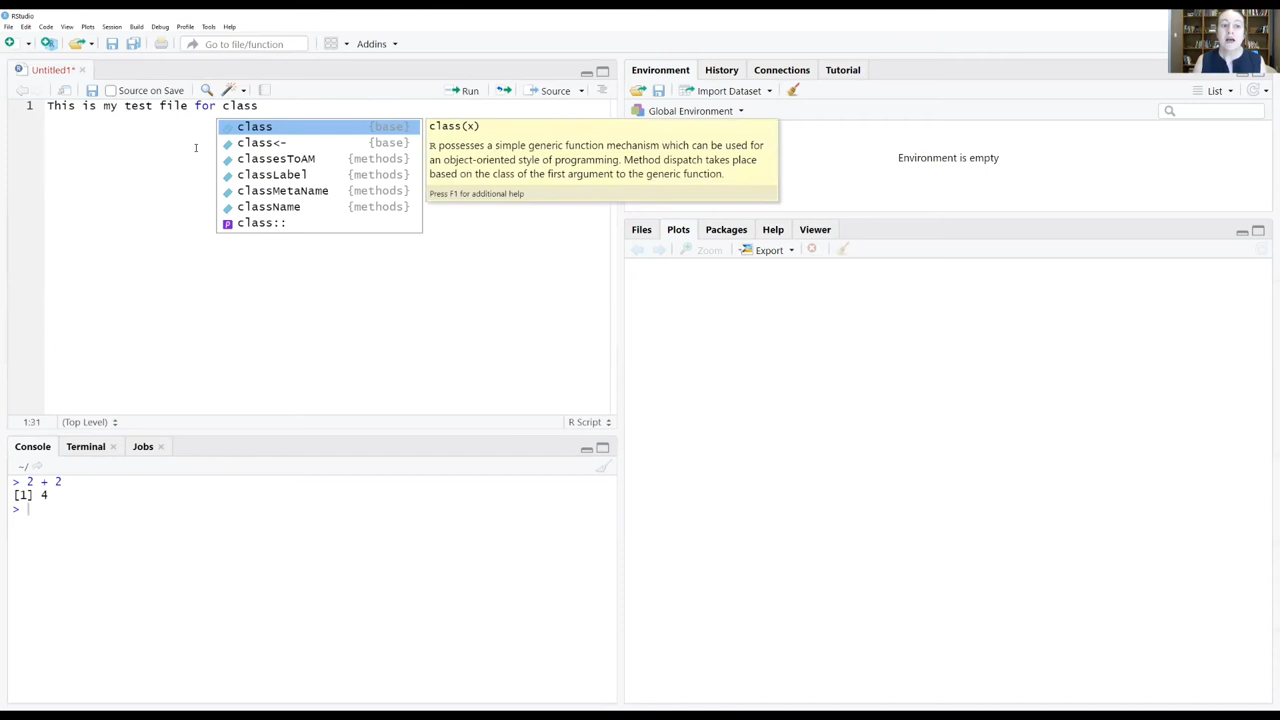 RStudio
File Edit Code View Plots Session Build Debug Profile Tools Help
Go to file/function Addins
Untitled1*
Source on Save Run Source
1 This is my test file for class
class {base}
class<- {base}
classesToAM {methods}
classLabel {methods}
classMetaName {methods}
className {methods}
class::
class(x)
R possesses a simple generic function mechanism which can be used for
an object-oriented style of programming. Method dispatch takes place
based on the class of the first argument to the generic function.
Press F1 for additional help
1:31 (Top Level) R Script
Console Terminal Jobs
~/
> 2 + 2
[1] 4
>
Environment History Connections Tutorial
Import Dataset List
Global Environment
Environment is empty
Files Plots Packages Help Viewer
Zoom Export